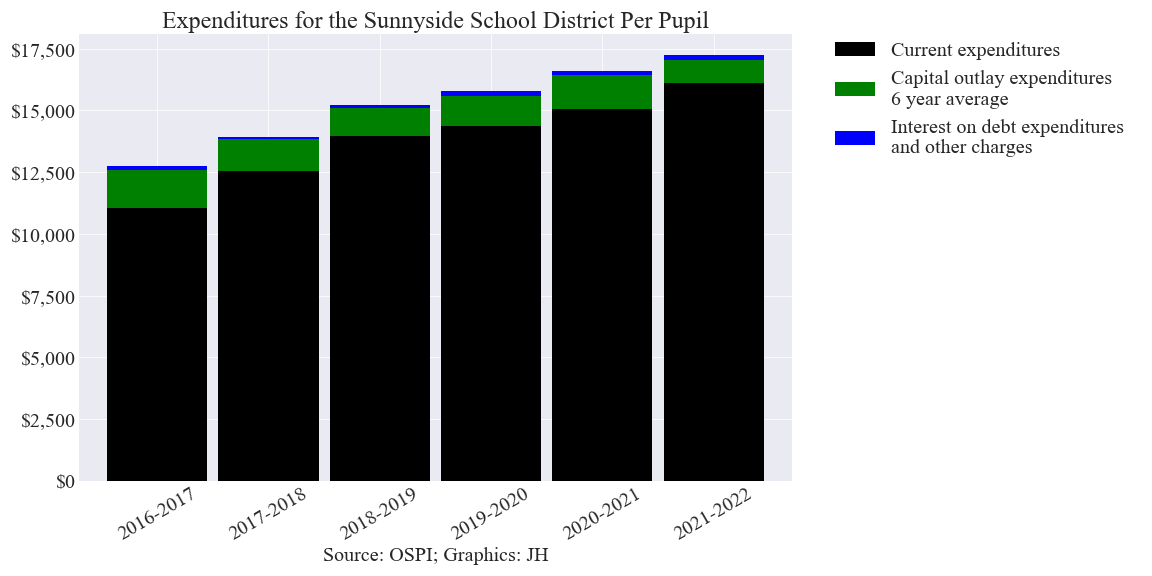 Expenditures for the Sunnyside School District Per Pupil
$17,500
$15,000
$12,500
$10,000
$7,500
$5,000
$2,500
$0
2016-2017
2017-2018
2018-2019
2019-2020
2020-2021
2021-2022
Source: OSPI; Graphics: JH
Current expenditures
Capital outlay expenditures
6 year average
Interest on debt expenditures
and other charges